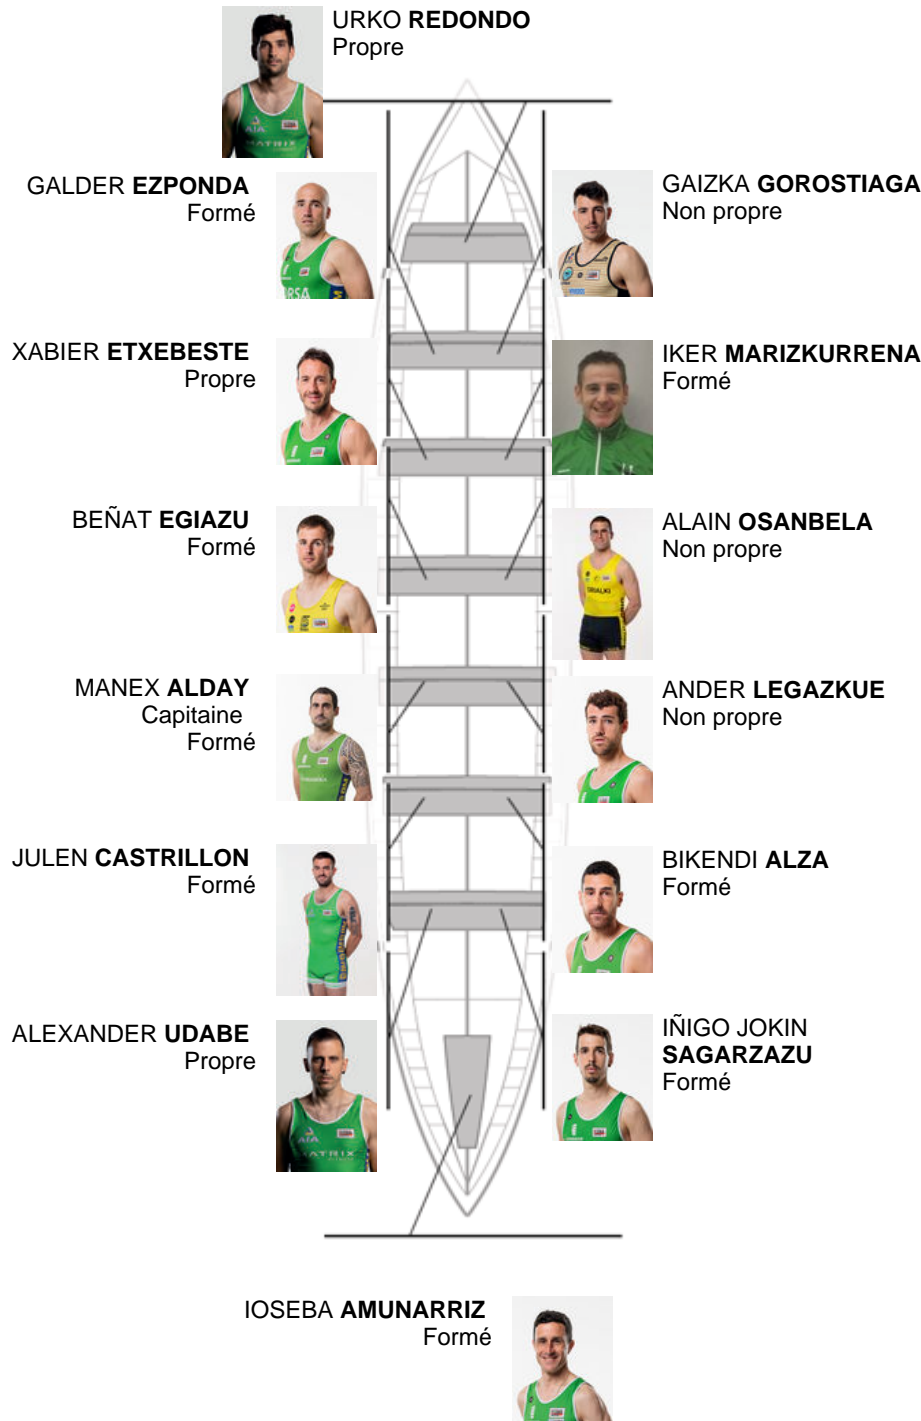 URKO REDONDO
Propre
GALDER EZPONDA
Formé
GAIZKA GOROSTIAGA
Non propre
XABIER ETXEBESTE
Propre
IKER MARIZKURRENA
Formé
BEÑAT EGIAZU
Formé
ALAIN OSANBELA
Non propre
MANEX ALDAY
Capitaine
Formé
ANDER LEGAZKUE
Non propre
JULEN CASTRILLON
Formé
BIKENDI ALZA
Formé
ALEXANDER UDABE
Propre
IÑIGO JOKIN
SAGARZAZU
Formé
IOSEBA AMUNARRIZ
Formé